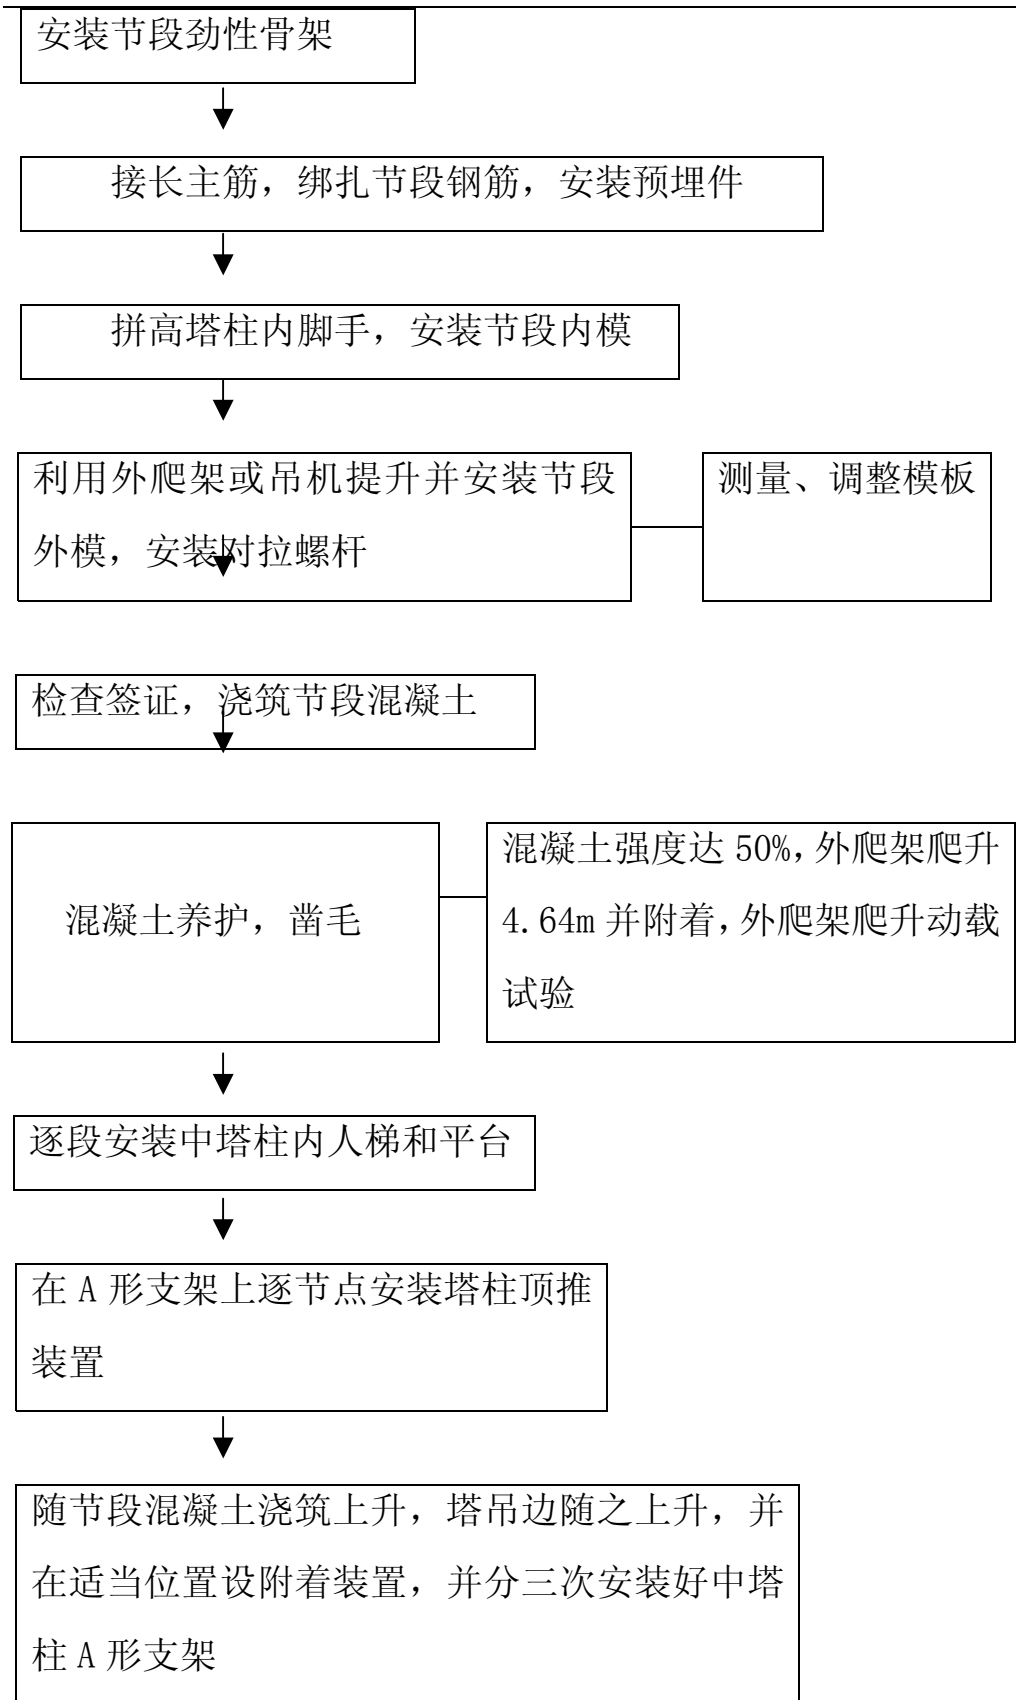 安装节段劲性骨架
接长主筋，绑扎节段钢筋，安装预埋件
拼高塔柱内脚手，安装节段内模
利用外爬架或吊机提升并安装节段
外模，安装对拉螺杆
测量、调整模板
检查签证，浇筑节段混凝土
混凝土养护，凿毛
混凝土强度达 50%，外爬架爬升
4.64m 并附着，外爬架爬升动载
试验
逐段安装中塔柱内人梯和平台
在 A 形支架上逐节点安装塔柱顶推
装置
随节段混凝土浇筑上升，塔吊边随之上升，并
在适当位置设附着装置，并分三次安装好中塔
柱 A 形支架